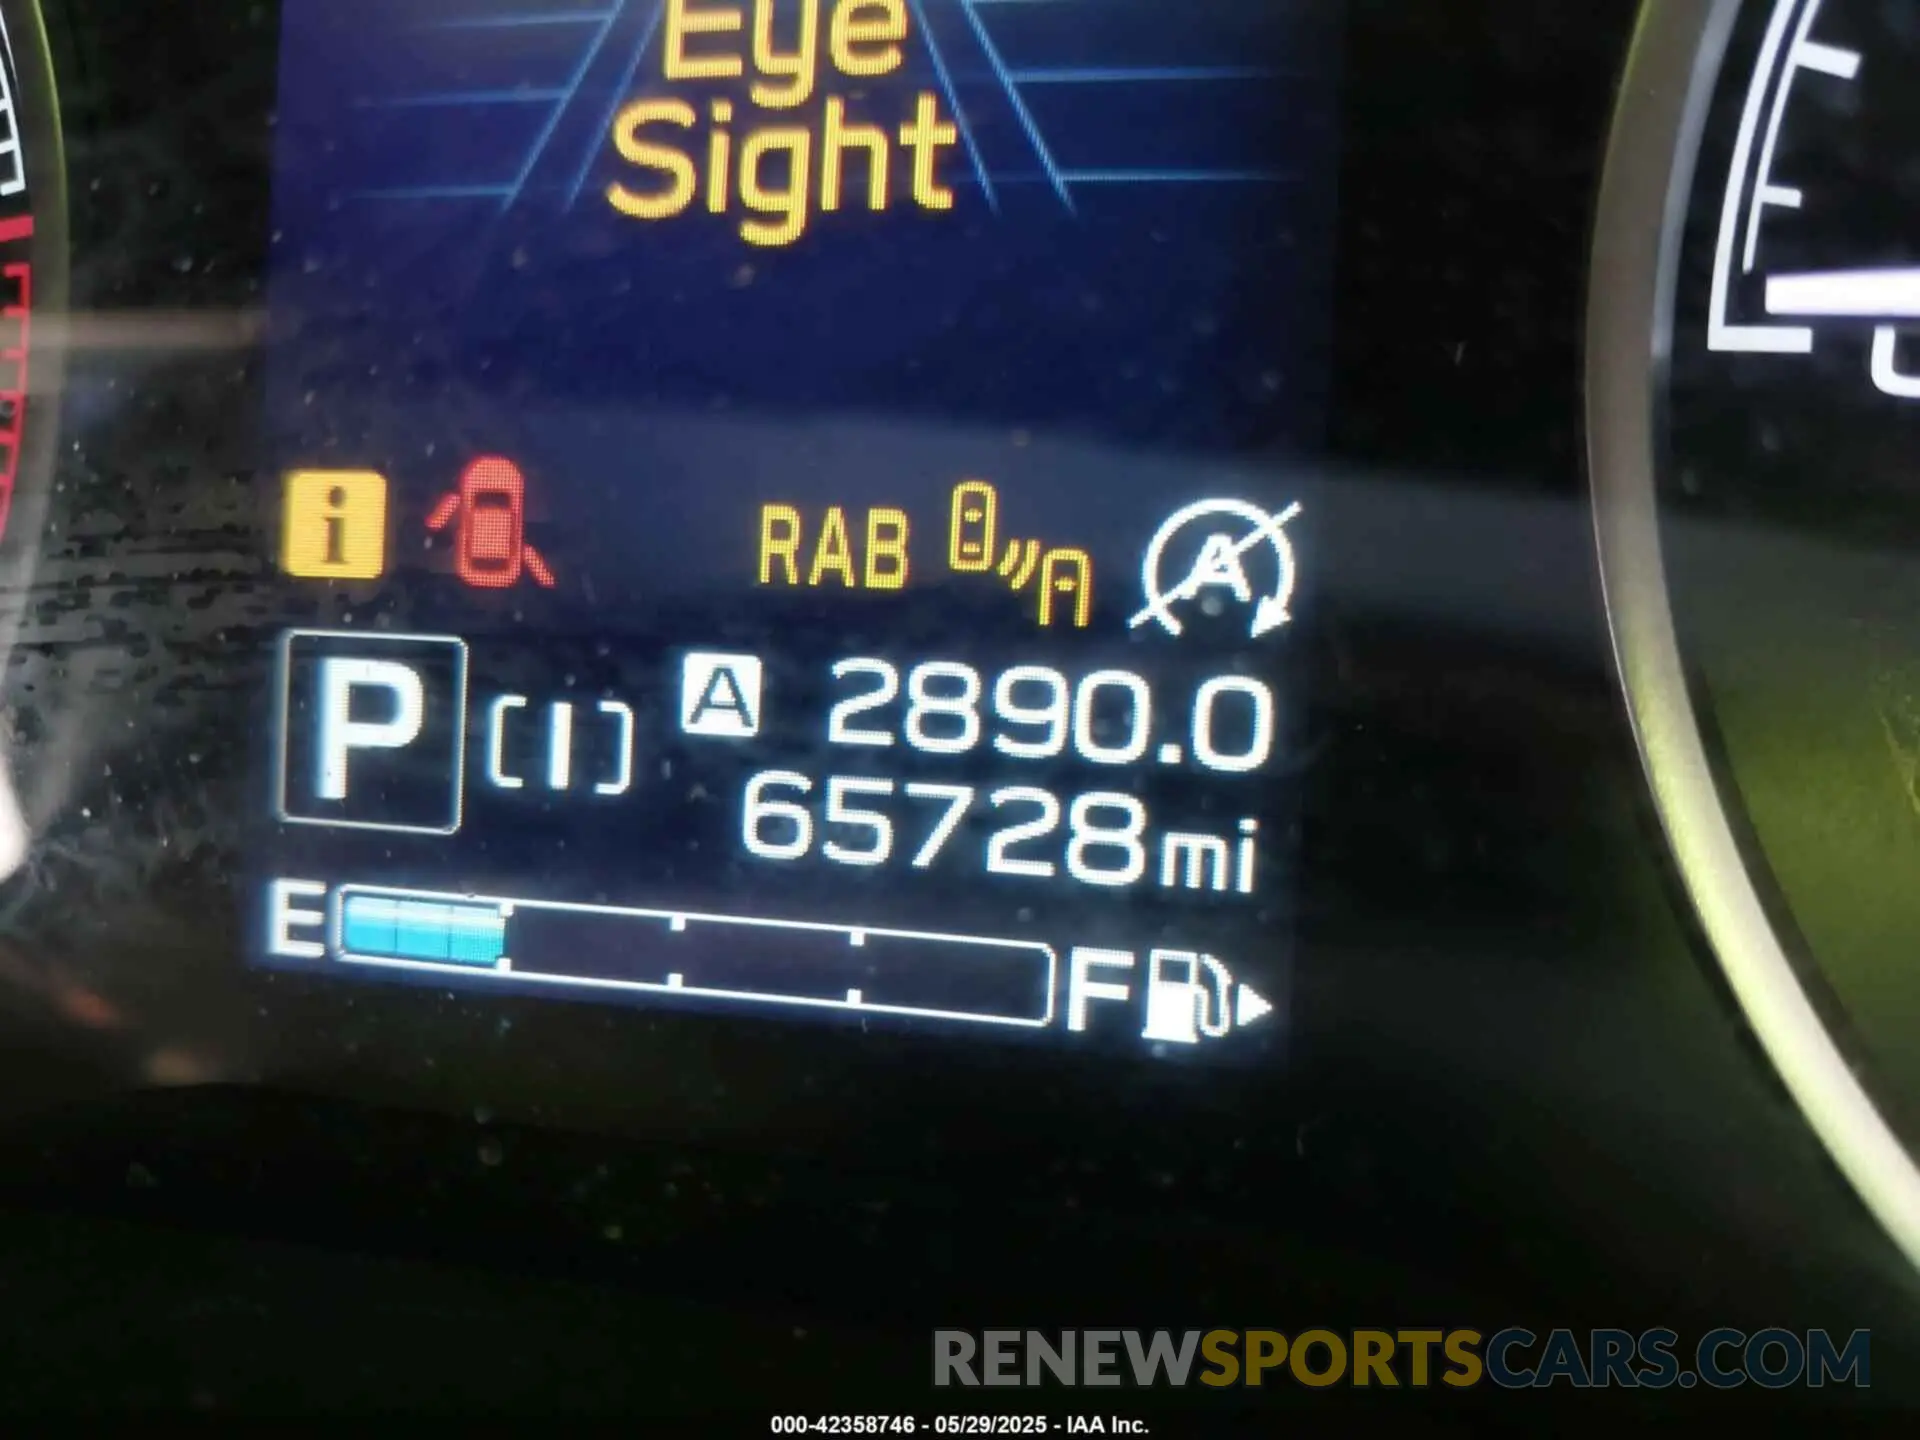 Eye
Sight
i
RAB
A
P
[I]
A 2890.0
65728mi
E
F
RENEWSPORTSCARS.COM
000-42358746 - 05/29/2025 - IAA Inc.